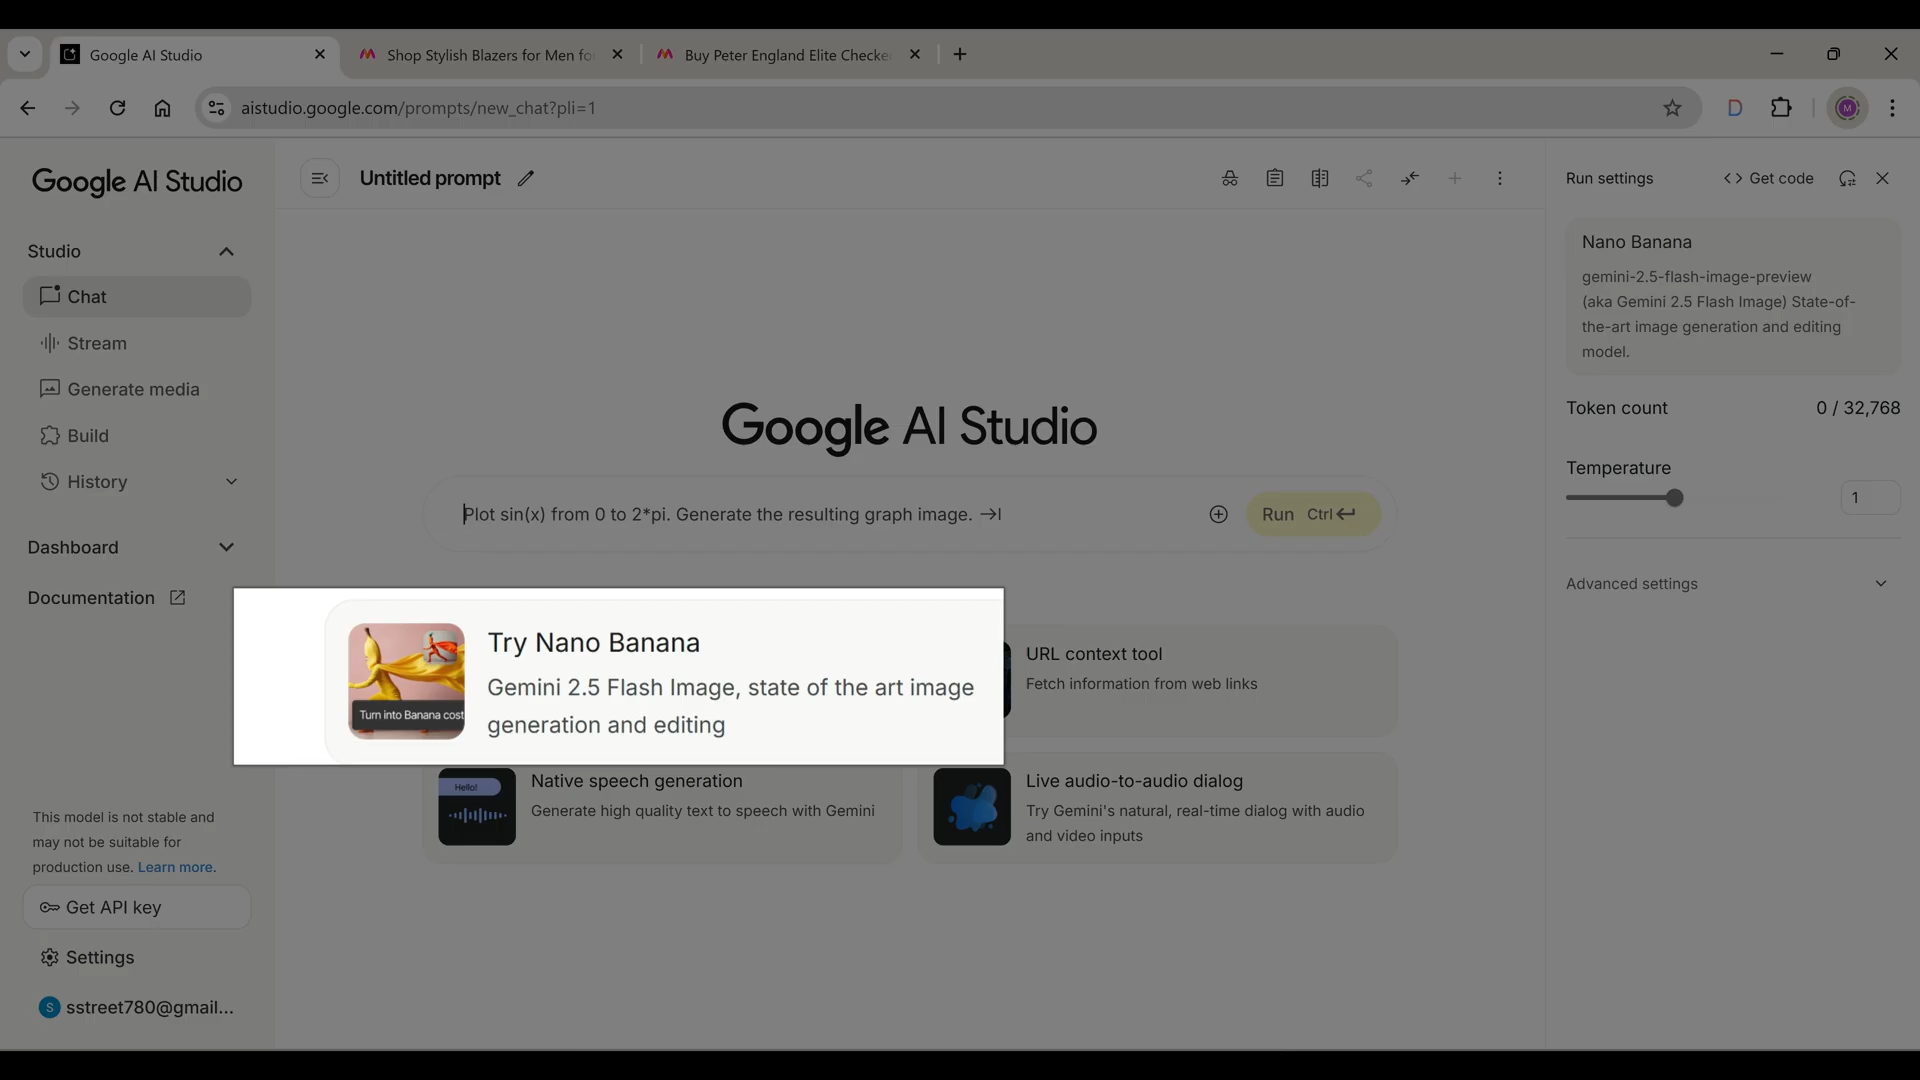 Google AI Studio
Shop Stylish Blazers for Men fo
Buy Peter England Elite Checke
aistudio.google.com/prompts/new_chat?pli=1
M
Google AI Studio
Untitled prompt
Run settings
Get code
Studio
Chat
Stream
Generate media
Build
History
Dashboard
Documentation
This model is not stable and
may not be suitable for
production use. Learn more.
Get API key
Settings
S
sstreet780@gmail...
Google AI Studio
Plot sin(x) from 0 to 2*pi. Generate the resulting graph image.
Run Ctrl
Turn into Banana cost
Try Nano Banana
Gemini 2.5 Flash Image, state of the art image
generation and editing
URL context tool
Fetch information from web links
Hello!
Native speech generation
Generate high quality text to speech with Gemini
Live audio-to-audio dialog
Try Gemini's natural, real-time dialog with audio
and video inputs
Nano Banana
gemini-2.5-flash-image-preview
(aka Gemini 2.5 Flash Image) State-of-
the-art image generation and editing
model.
Token count 0 / 32,768
Temperature
1
Advanced settings